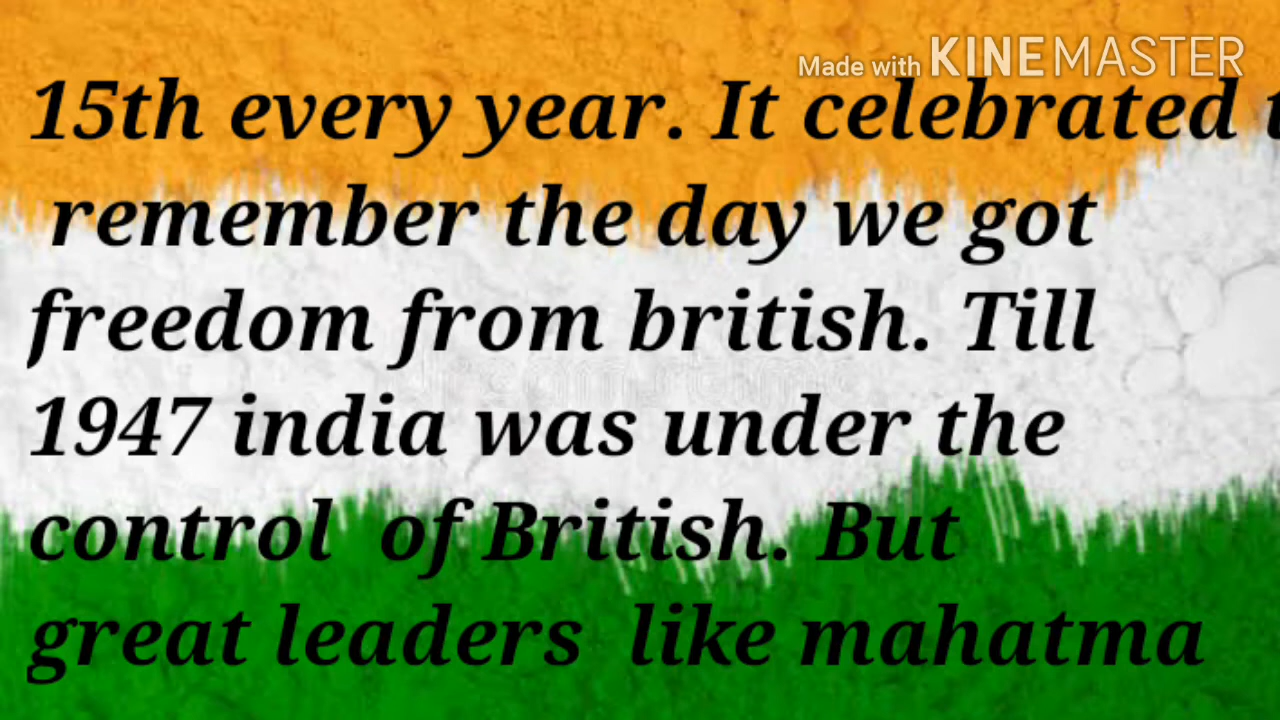 Made with KINEMASTER
15th every year. It celebrated t
remember the day we got
freedom from british. Till
1947 india was under the
control of British. But
great leaders like mahatma